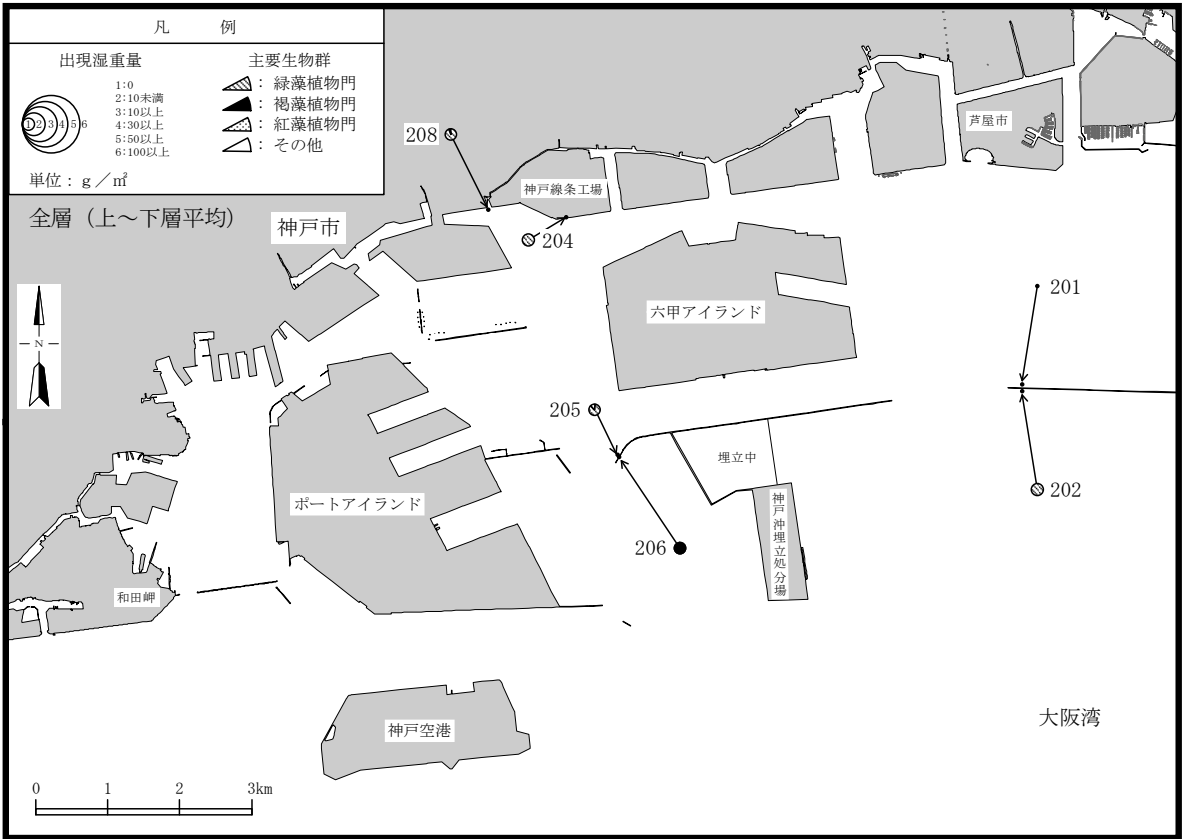 凡 例
出現湿重量
1:0
2:10未満
3:10以上
4:30以上
5:50以上
6:100以上
1 2 3 4 5 6
単位：g／㎡
主要生物群
： 緑藻植物門
： 褐藻植物門
： 紅藻植物門
： その他
全層（上～下層平均）
神戸市
208
神戸線条工場
204
芦屋市
六甲アイランド
201
N
205
埋立中
202
ポートアイランド
神戸沖埋立処分場
206
和田岬
神戸空港
大阪湾
0 1 2 3km